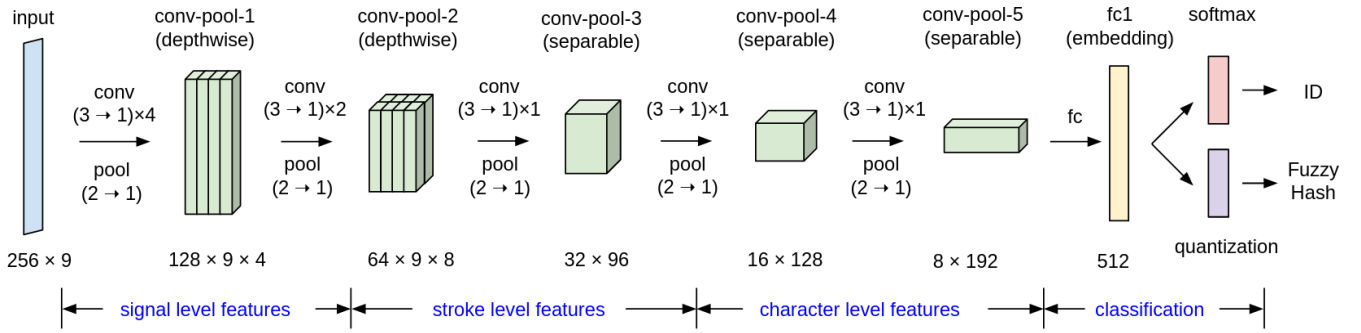 input
conv-pool-1
(depthwise)
conv-pool-2
(depthwise)
conv-pool-3
(separable)
conv-pool-4
(separable)
conv-pool-5
(separable)
fc1
(embedding)
softmax
conv
(3 → 1)×4
pool
(2 → 1)
conv
(3 → 1)×2
pool
(2 → 1)
conv
(3 → 1)×1
pool
(2 → 1)
conv
(3 → 1)×1
pool
(2 → 1)
conv
(3 → 1)×1
pool
(2 → 1)
fc
ID
Fuzzy
Hash
quantization
256 × 9
128 × 9 × 4
64 × 9 × 8
32 × 96
16 × 128
8 × 192
512
signal level features
stroke level features
character level features
classification